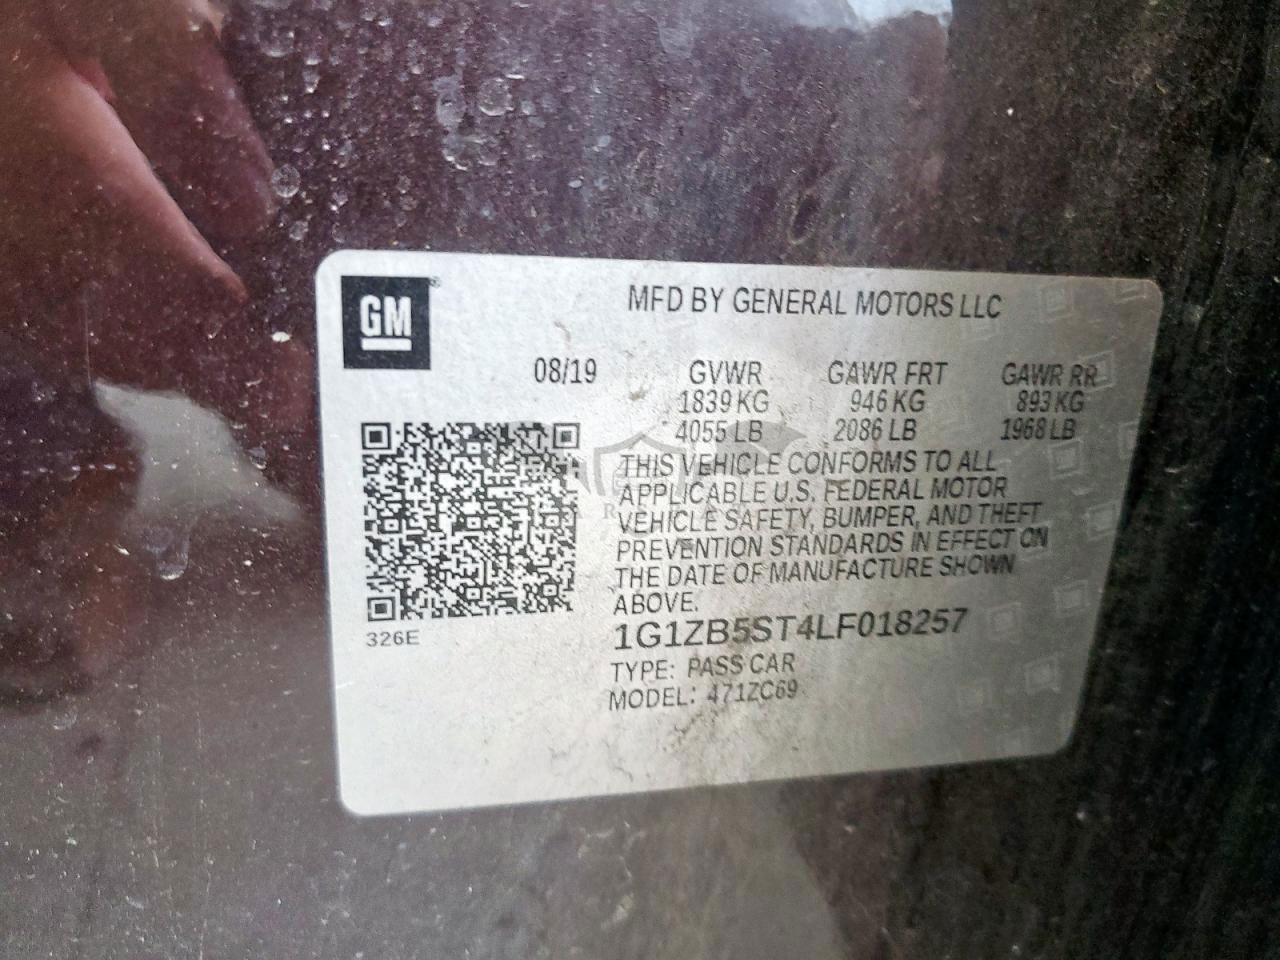 GM
MFD BY GENERAL MOTORS LLC
08/19 GVWR GAWR FRT GAWR RR
1839 KG 946 KG 893 KG
4055 LB 2086 LB 1968 LB
THIS VEHICLE CONFORMS TO ALL
APPLICABLE U.S. FEDERAL MOTOR
VEHICLE SAFETY, BUMPER, AND THEFT
PREVENTION STANDARDS IN EFFECT ON
THE DATE OF MANUFACTURE SHOWN
ABOVE.
326E
1G1ZB5ST4LF018257
TYPE: PASS CAR
MODEL: 471ZC69